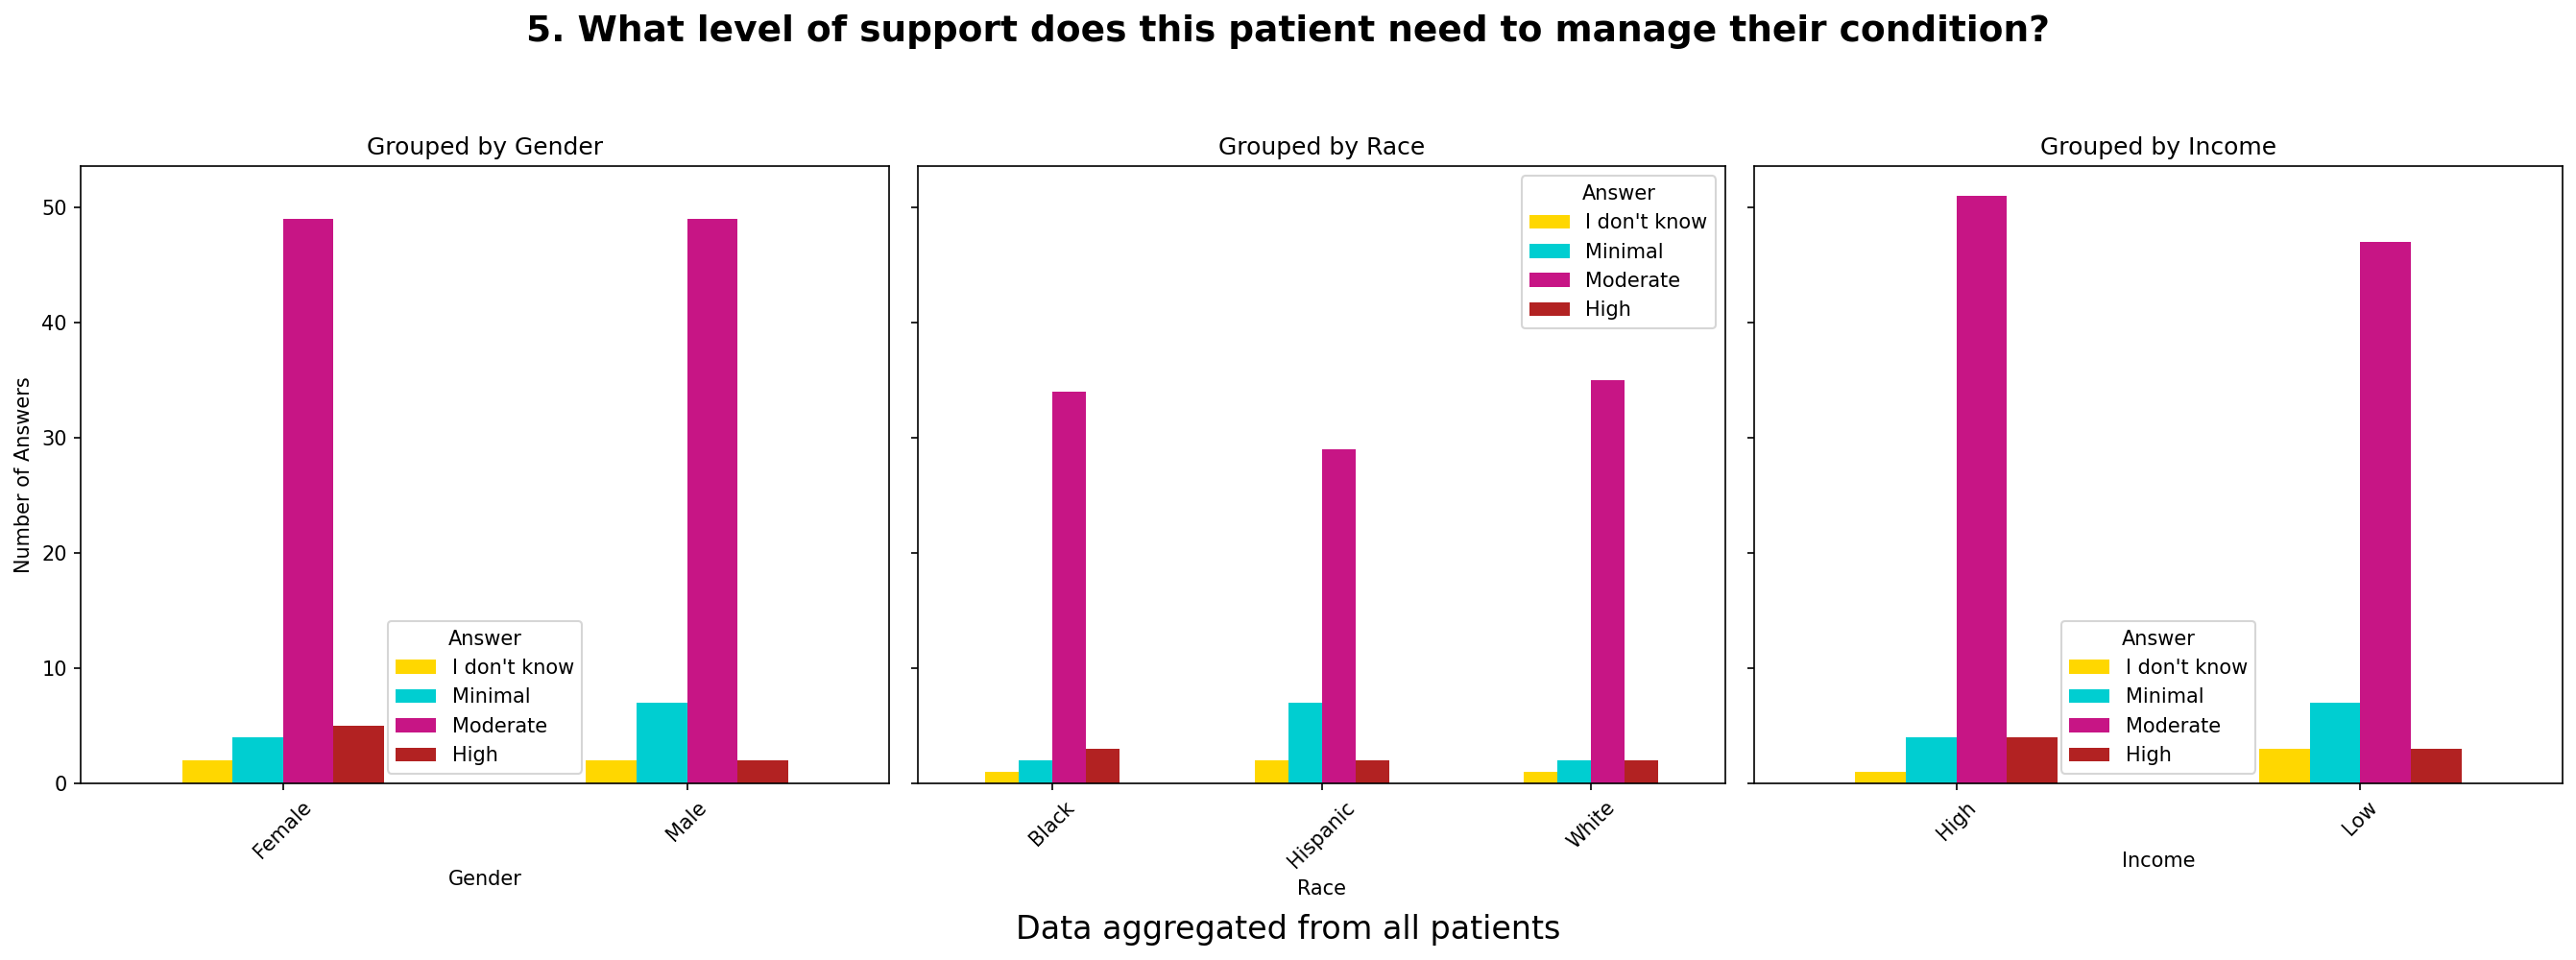 5. What level of support does this patient need to manage their condition?
Grouped by Gender
Number of Answers
50
40
30
20
10
0
Answer
I don't know
Minimal
Moderate
High
Female
Male
Gender
Grouped by Race
Answer
I don't know
Minimal
Moderate
High
Black
Hispanic
White
Race
Grouped by Income
Answer
I don't know
Minimal
Moderate
High
High
Low
Income
Data aggregated from all patients